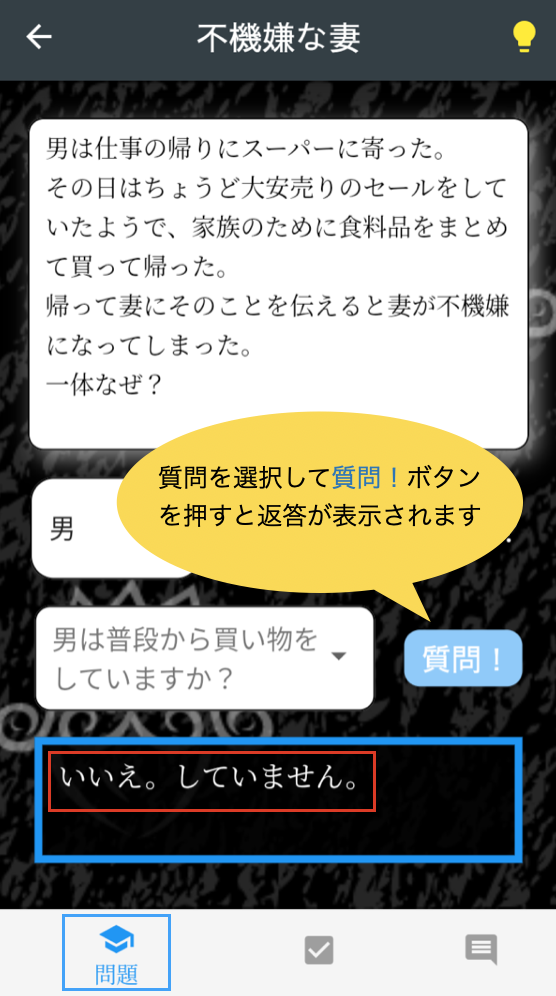 不機嫌な妻
男は仕事の帰りにスーパーに寄った。
その日はちょうど大安売りのセールをして
いたようで、家族のために食料品をまとめ
て買って帰った。
帰って妻にそのことを伝えると妻が不機嫌
になってしまった。
一体なぜ？
質問を選択して質問！ボタン
を押すと返答が表示されます
男
男は普段から買い物を
していますか？
質問！
いいえ。していません。
問題